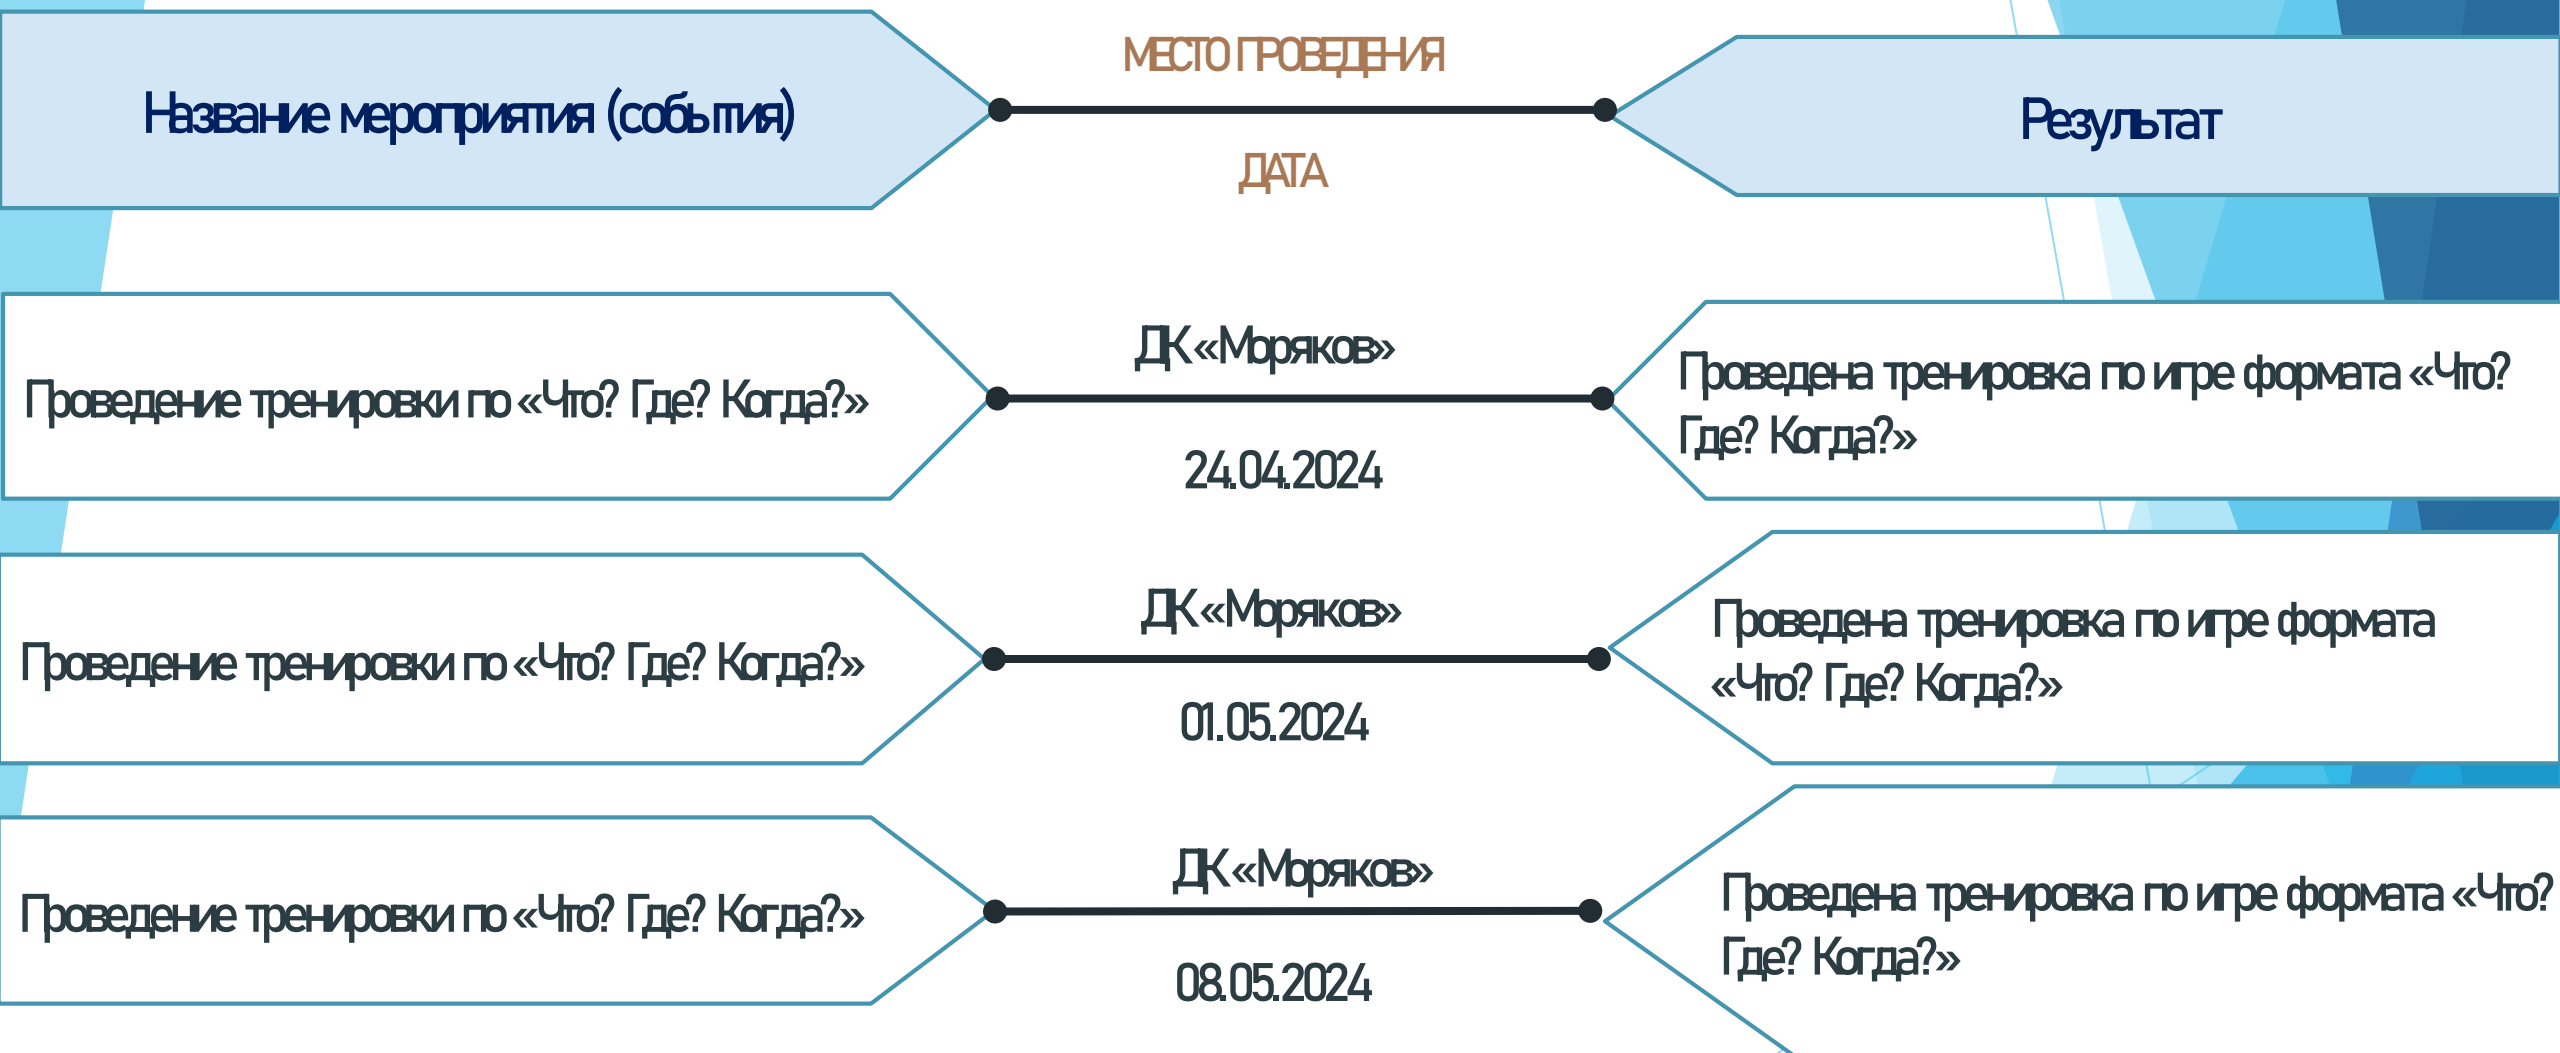 Название мероприятия (события)
МЕСТО ПРОВЕДЕНИЯ
ДАТА
Результат
Проведение тренировки по «Что? Где? Когда?»
ДК «Моряков»
24.04.2024
Проведена тренировка по игре формата «Что?
Где? Когда?»
Проведение тренировки по «Что? Где? Когда?»
ДК «Моряков»
01.05.2024
Проведена тренировка по игре формата
«Что? Где? Когда?»
Проведение тренировки по «Что? Где? Когда?»
ДК «Моряков»
08.05.2024
Проведена тренировка по игре формата «Что?
Где? Когда?»